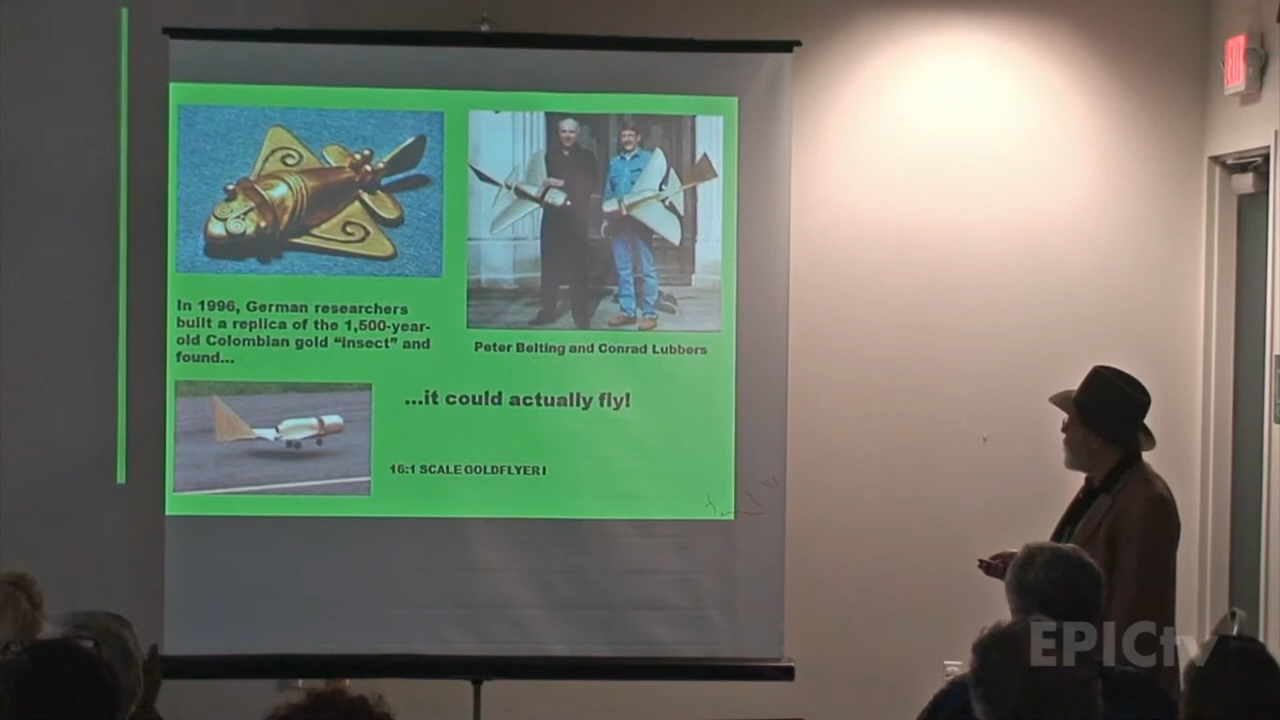 In 1996, German researchers
built a replica of the 1,500-year-
old Colombian gold “insect” and
found...
Peter Belting and Conrad Lubbers
...it could actually fly!
16:1 SCALE GOLDFLYER I
EXIT
EPICtv